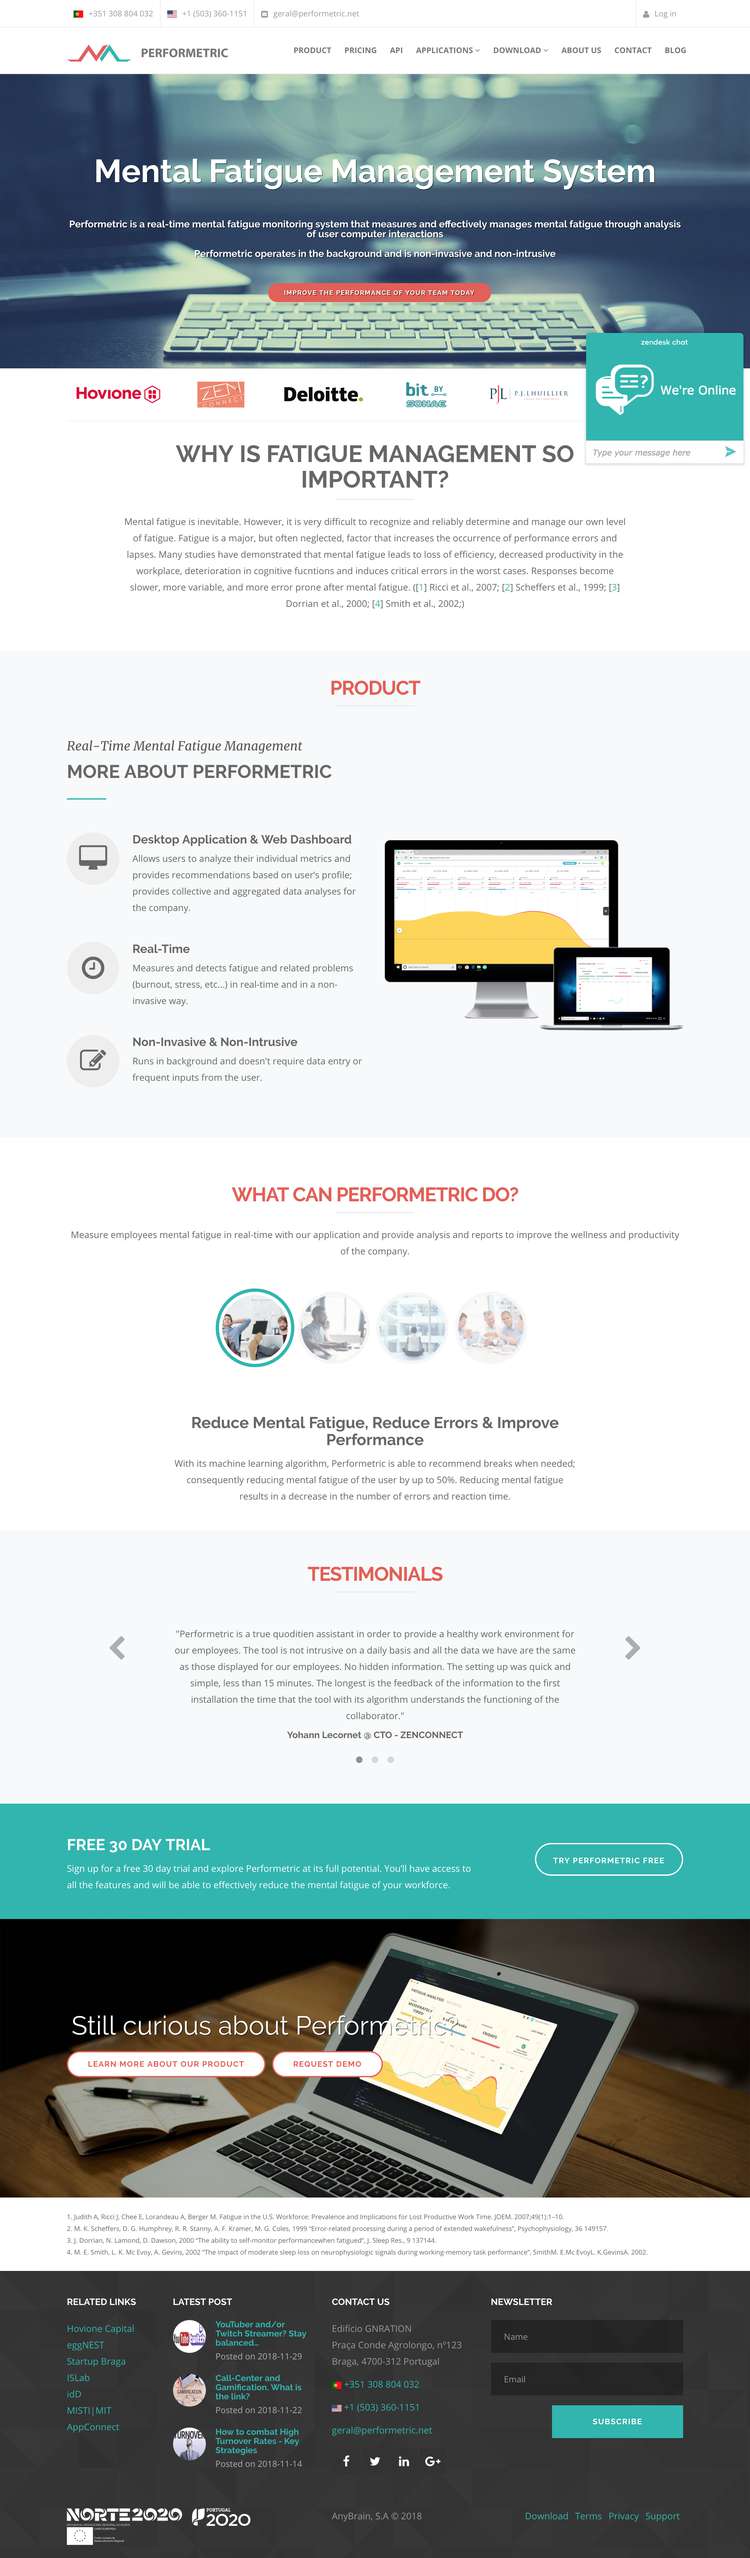 +351 308 804 032 +1 (503) 360-1151 geral@performetric.net Log in
PERFORMETRIC PRODUCT PRICING API APPLICATIONS DOWNLOAD ABOUT US CONTACT BLOG
Mental Fatigue Management System
Performetric is a real-time mental fatigue monitoring system that measures and effectively manages mental fatigue through analysis
of user computer interactions
Performetric operates in the background and is non-invasive and non-intrusive
IMPROVE THE PERFORMANCE OF YOUR TEAM TODAY
zendesk chat
We're Online
Type your message here
Hovione ZEN CONNECT Deloitte. bit BY SONAE P|L P.J.LHUILLIER
WHY IS FATIGUE MANAGEMENT SO
IMPORTANT?
Mental fatigue is inevitable. However, it is very difficult to recognize and reliably determine and manage our own level
of fatigue. Fatigue is a major, but often neglected, factor that increases the occurrence of performance errors and
lapses. Many studies have demonstrated that mental fatigue leads to loss of efficiency, decreased productivity in the
workplace, deterioration in cognitive fucntions and induces critical errors in the worst cases. Responses become
slower, more variable, and more error prone after mental fatigue. ([1] Ricci et al., 2007; [2] Scheffers et al., 1999; [3]
Dorrian et al., 2000; [4] Smith et al., 2002;)
PRODUCT
Real-Time Mental Fatigue Management
MORE ABOUT PERFORMETRIC
Desktop Application & Web Dashboard
Allows users to analyze their individual metrics and
provides recommendations based on user's profile;
provides collective and aggregated data analyses for
the company.
Real-Time
Measures and detects fatigue and related problems
(burnout, stress, etc...) in real-time and in a non-
invasive way.
Non-Invasive & Non-Intrusive
Runs in background and doesn't require data entry or
frequent inputs from the user.
WHAT CAN PERFORMETRIC DO?
Measure employees mental fatigue in real-time with our application and provide analysis and reports to improve the wellness and productivity
of the company.
Reduce Mental Fatigue, Reduce Errors & Improve
Performance
With its machine learning algorithm, Performetric is able to recommend breaks when needed;
consequently reducing mental fatigue of the user by up to 50%. Reducing mental fatigue
results in a decrease in the number of errors and reaction time.
TESTIMONIALS
"Performetric is a true quoditien assistant in order to provide a healthy work environment for
our employees. The tool is not intrusive on a daily basis and all the data we have are the same
as those displayed for our employees. No hidden information. The setting up was quick and
simple, less than 15 minutes. The longest is the feedback of the information to the first
installation the time that the tool with its algorithm understands the functioning of the
collaborator."
Yohann Lecornet @ CTO - ZENCONNECT
FREE 30 DAY TRIAL
Sign up for a free 30 day trial and explore Performetric at its full potential. You'll have access to
all the features and will be able to effectively reduce the mental fatigue of your workforce.
TRY PERFORMETRIC FREE
Still curious about Performetric?
LEARN MORE ABOUT OUR PRODUCT REQUEST DEMO
1. Judith A, Ricci J, Chee E, Lorandeau A, Berger M. Fatigue in the U.S. Workforce: Prevalence and Implications for Lost Productive Work Time. JOEM. 2007;49(1):1–10.
2. M. K. Scheffers, D. G. Humphrey, R. R. Stanny, A. F. Kramer, M. G. Coles, 1999 "Error-related processing during a period of extended wakefulness", Psychophysiology, 36 149157.
3. J. Dorrian, N. Lamond, D. Dawson, 2000 "The ability to self-monitor performancewhen fatigued", J. Sleep Res., 9 137144.
4. M. E. Smith, L. K. Mc Evoy, A. Gevins, 2002 "The impact of moderate sleep loss on neurophysiologic signals during working-memory task performance", SmithM. E.Mc EvoyL. K.GevinsA. 2002.
RELATED LINKS
Hovione Capital
eggNEST
Startup Braga
ISLab
idD
MISTI|MIT
AppConnect
LATEST POST
YouTuber and/or
Twitch Streamer? Stay
balanced...
Posted on 2018-11-29
Call-Center and
Gamification. What is
the link?
Posted on 2018-11-22
How to combat High
Turnover Rates - Key
Strategies
Posted on 2018-11-14
CONTACT US
Edifício GNRATION
Praça Conde Agrolongo, nº123
Braga, 4700-312 Portugal
+351 308 804 032
+1 (503) 360-1151
geral@performetric.net
NEWSLETTER
Name
Email
SUBSCRIBE
NORTE2020 PORTUGAL 2020
AnyBrain, S.A © 2018
Download Terms Privacy Support